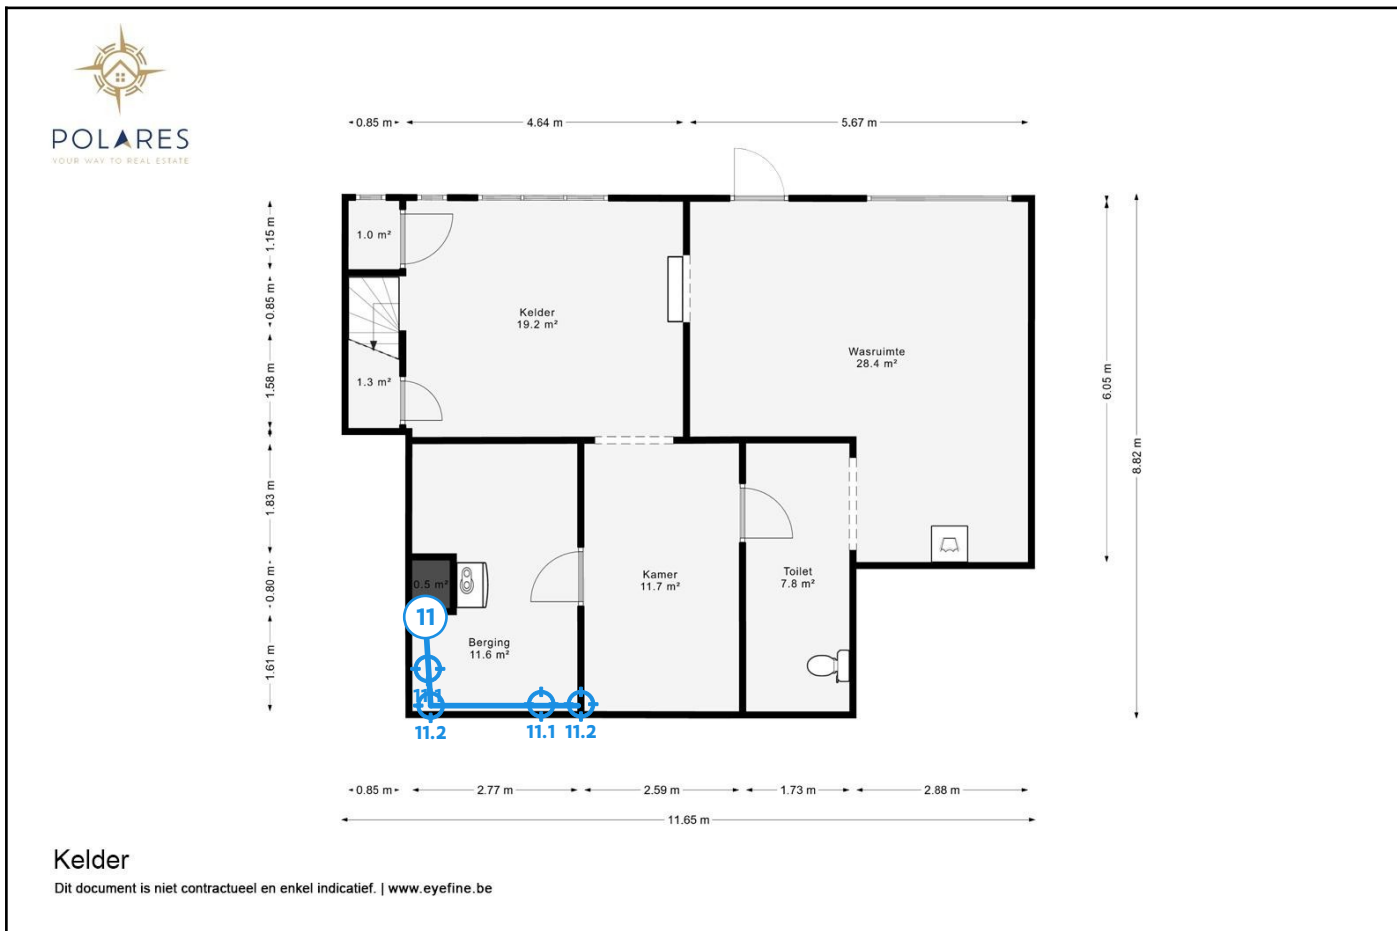 POLARES
YOUR WAY TO REAL ESTATE
0.85 m
4.64 m
5.67 m
1.15 m
0.85 m
1.58 m
1.83 m
0.80 m
1.61 m
6.05 m
8.82 m
1.0 m²
Kelder
19.2 m²
Wasruimte
28.4 m²
1.3 m²
0.5 m²
Kamer
11.7 m²
Toilet
7.8 m²
11
Berging
11.6 m²
11.1
11.2
11.1
11.2
0.85 m
2.77 m
2.59 m
1.73 m
2.88 m
11.65 m
Kelder
Dit document is niet contractueel en enkel indicatief. | www.eyefine.be